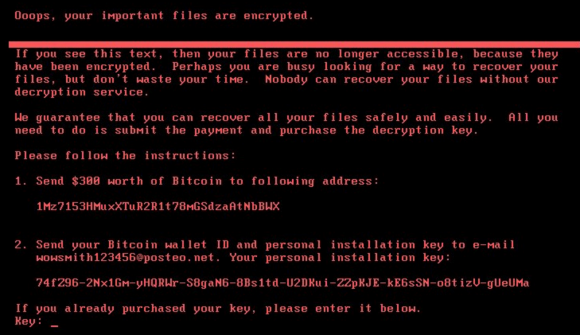 Ooops, your important files are encrypted.
If you see this text, then your files are no longer accessible, because they
have been encrypted.  Perhaps you are busy looking for a way to recover your
files, but don't waste your time.  Nobody can recover your files without our
decryption service.
We guarantee that you can recover all your files safely and easily.  All you
need to do is submit the payment and purchase the decryption key.
Please follow the instructions:
1. Send $300 worth of Bitcoin to following address:
1Mz7153HMuxXTuR2R1t78mGSdzaAtNbBWX
2. Send your Bitcoin wallet ID and personal installation key to e-mail
wowsmith123456@posteo.net. Your personal installation key:
74fZ96-2Nx1Gm-yHQRWr-S8gaN6-8Bs1td-U2DKui-ZZpKJE-kE6sSN-o8tizV-gUeUMa
If you already purchased your key, please enter it below.
Key: _